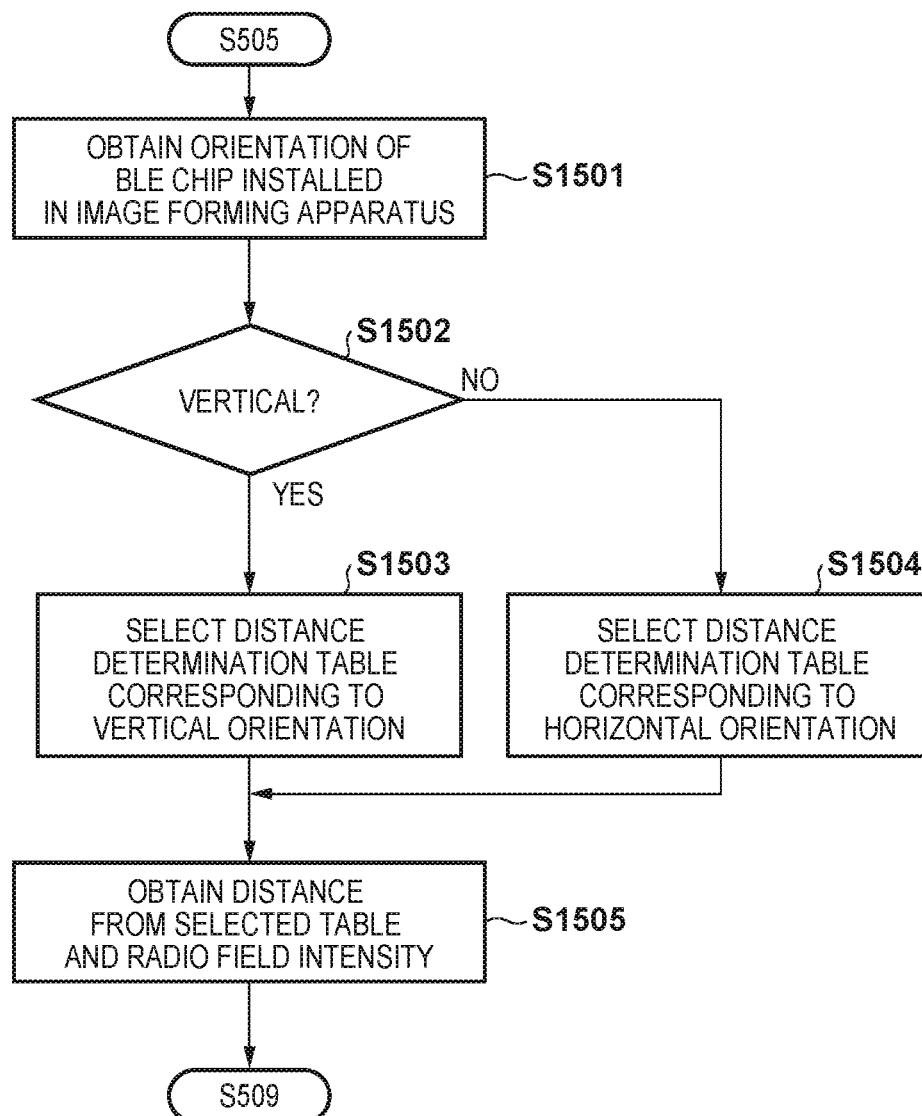 S505
OBTAIN ORIENTATION OF
BLE CHIP INSTALLED
IN IMAGE FORMING APPARATUS
S1501
S1502
VERTICAL?
NO
YES
S1503
SELECT DISTANCE
DETERMINATION TABLE
CORRESPONDING TO
VERTICAL ORIENTATION
S1504
SELECT DISTANCE
DETERMINATION TABLE
CORRESPONDING TO
HORIZONTAL ORIENTATION
OBTAIN DISTANCE
FROM SELECTED TABLE
AND RADIO FIELD INTENSITY
S1505
S509